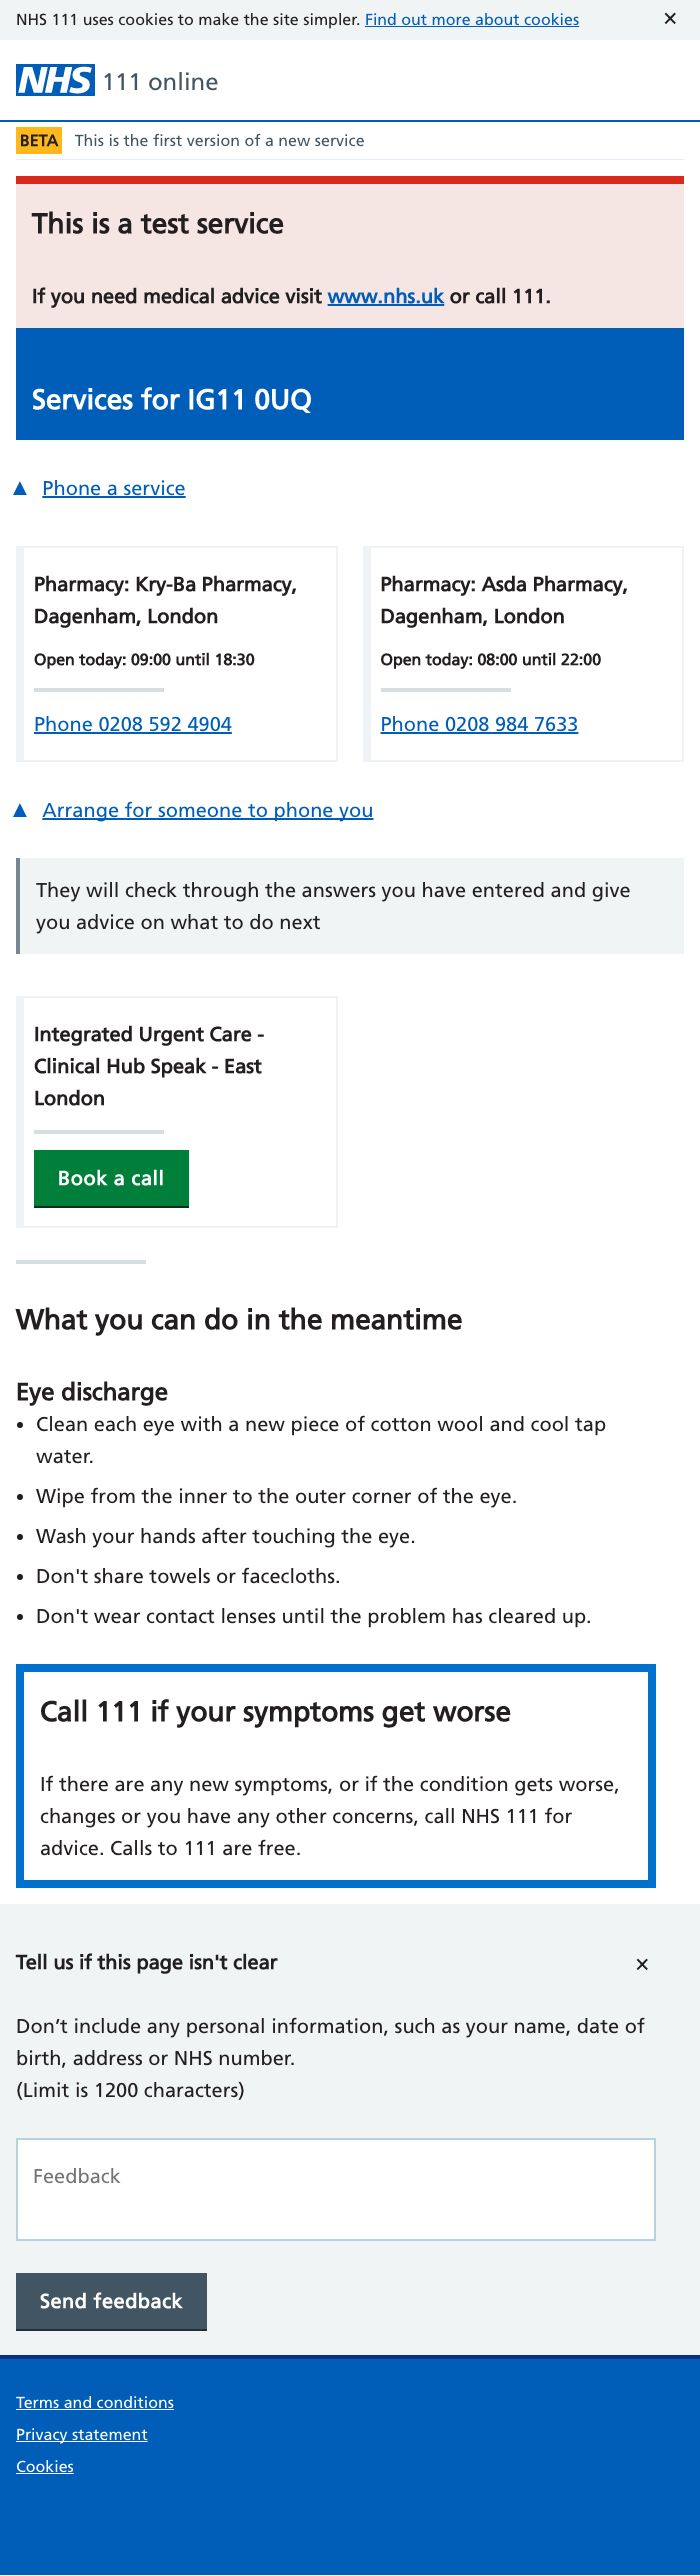 NHS 111 uses cookies to make the site simpler. Find out more about cookies ×
NHS 111 online
BETA This is the first version of a new service
This is a test service
If you need medical advice visit www.nhs.uk or call 111.
Services for IG11 0UQ
▲ Phone a service
Pharmacy: Kry-Ba Pharmacy,
Dagenham, London
Open today: 09:00 until 18:30
Phone 0208 592 4904
Pharmacy: Asda Pharmacy,
Dagenham, London
Open today: 08:00 until 22:00
Phone 0208 984 7633
▲ Arrange for someone to phone you
They will check through the answers you have entered and give
you advice on what to do next
Integrated Urgent Care -
Clinical Hub Speak - East
London
Book a call
What you can do in the meantime
Eye discharge
• Clean each eye with a new piece of cotton wool and cool tap
water.
• Wipe from the inner to the outer corner of the eye.
• Wash your hands after touching the eye.
• Don't share towels or facecloths.
• Don't wear contact lenses until the problem has cleared up.
Call 111 if your symptoms get worse
If there are any new symptoms, or if the condition gets worse,
changes or you have any other concerns, call NHS 111 for
advice. Calls to 111 are free.
Tell us if this page isn't clear ×
Don’t include any personal information, such as your name, date of
birth, address or NHS number.
(Limit is 1200 characters)
Feedback
Send feedback
Terms and conditions
Privacy statement
Cookies